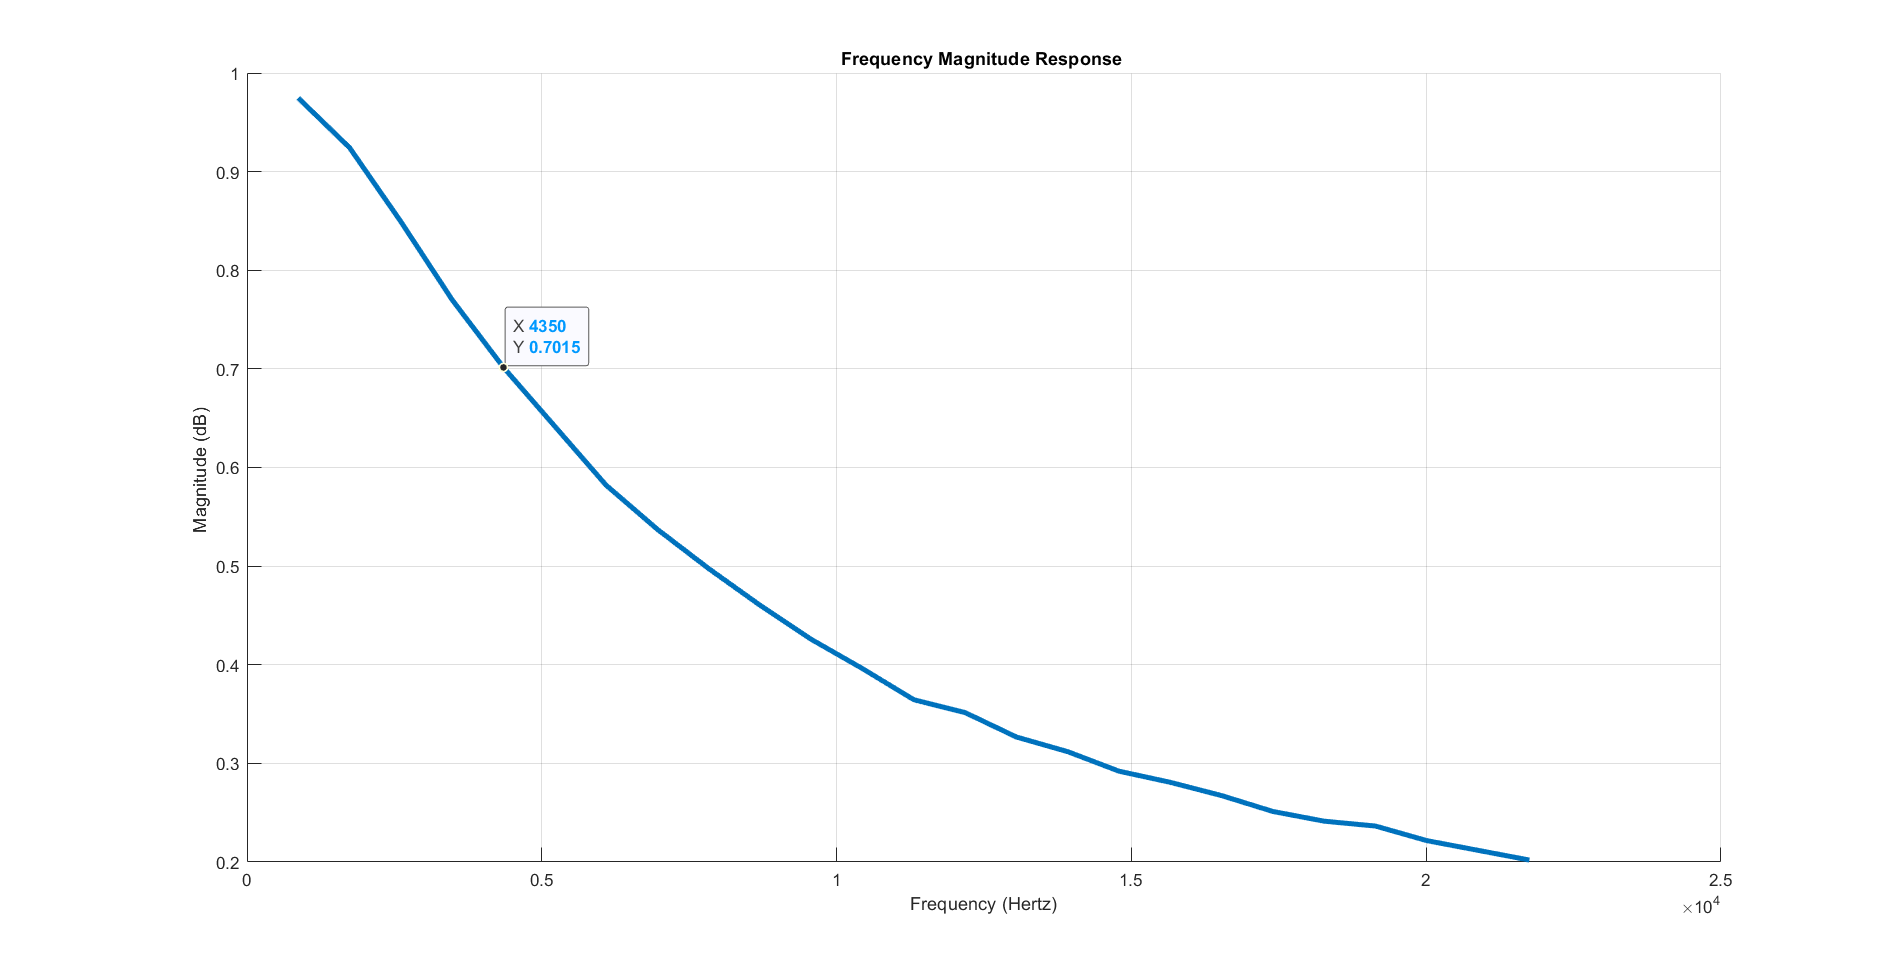 Frequency Magnitude Response
1
0.9
0.8
0.7
0.6
0.5
0.4
0.3
0.2
Magnitude (dB)
X 4350
Y 0.7015
0 0.5 1 1.5 2 2.5
Frequency (Hertz)
×10⁴